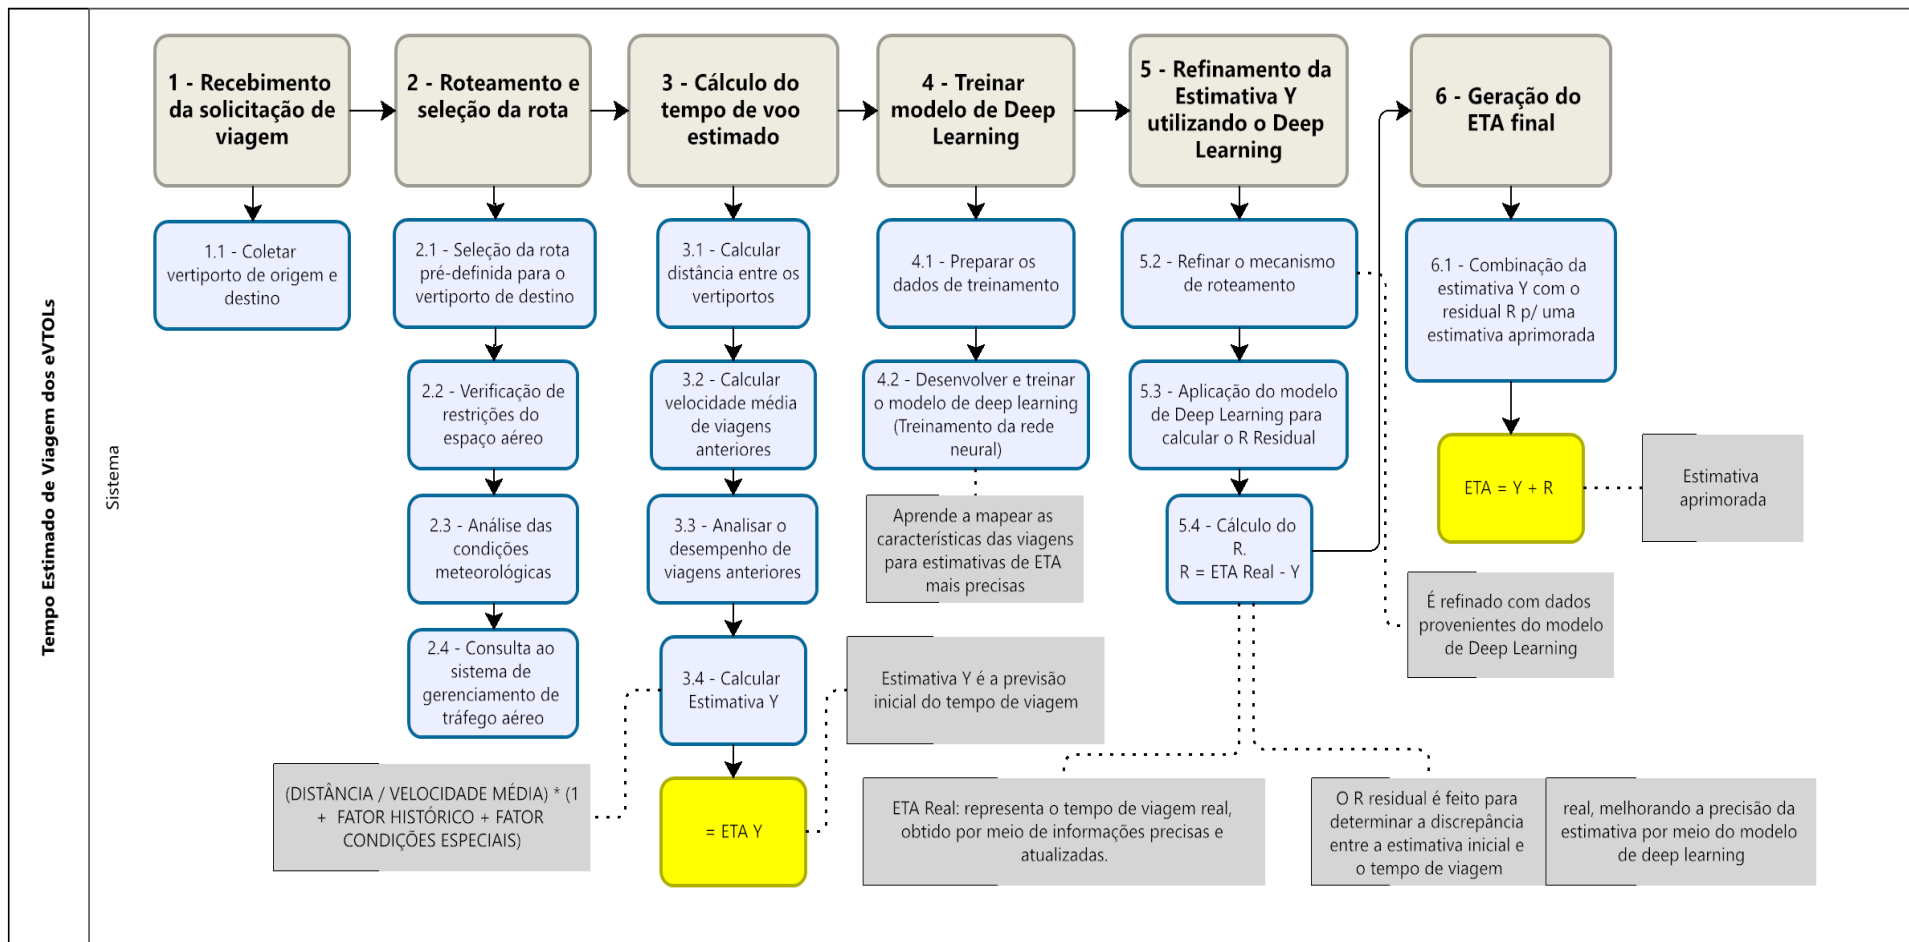 Tempo Estimado de Viagem dos eVTOLs
Sistema
1 - Recebimento
da solicitação de
viagem
1.1 - Coletar
vertiporto de origem e
destino
2 - Roteamento e
seleção da rota
2.1 - Seleção da rota
pré-definida para o
vertiporto de destino
2.2 - Verificação de
restrições do
espaço aéreo
2.3 - Análise das
condições
meteorológicas
2.4 - Consulta ao
sistema de
gerenciamento de
tráfego aéreo
3 - Cálculo do
tempo de voo
estimado
3.1 - Calcular
distância entre os
vertiportos
3.2 - Calcular
velocidade média
de viagens
anteriores
3.3 - Analisar o
desempenho de
viagens anteriores
3.4 - Calcular
Estimativa Y
(DISTÂNCIA / VELOCIDADE MÉDIA) * (1
+ FATOR HISTÓRICO + FATOR
CONDIÇÕES ESPECIAIS)
= ETA Y
Estimativa Y é a previsão
inicial do tempo de viagem
4 - Treinar
modelo de Deep
Learning
4.1 - Preparar os
dados de treinamento
4.2 - Desenvolver e treinar
o modelo de deep learning
(Treinamento da rede
neural)
Aprende a mapear as
características das viagens
para estimativas de ETA
mais precisas
5 - Refinamento da
Estimativa Y
utilizando o Deep
Learning
5.2 - Refinar o mecanismo
de roteamento
5.3 - Aplicação do modelo
de Deep Learning para
calcular o R Residual
5.4 - Cálculo do
R.
R = ETA Real - Y
ETA Real: representa o tempo de viagem real,
obtido por meio de informações precisas e
atualizadas.
O R residual é feito para
determinar a discrepância
entre a estimativa inicial e
o tempo de viagem
real, melhorando a precisão da
estimativa por meio do modelo
de deep learning
É refinado com dados
provenientes do modelo
de Deep Learning
6 - Geração do
ETA final
6.1 - Combinação da
estimativa Y com o
residual R p/ uma
estimativa aprimorada
ETA = Y + R
Estimativa
aprimorada